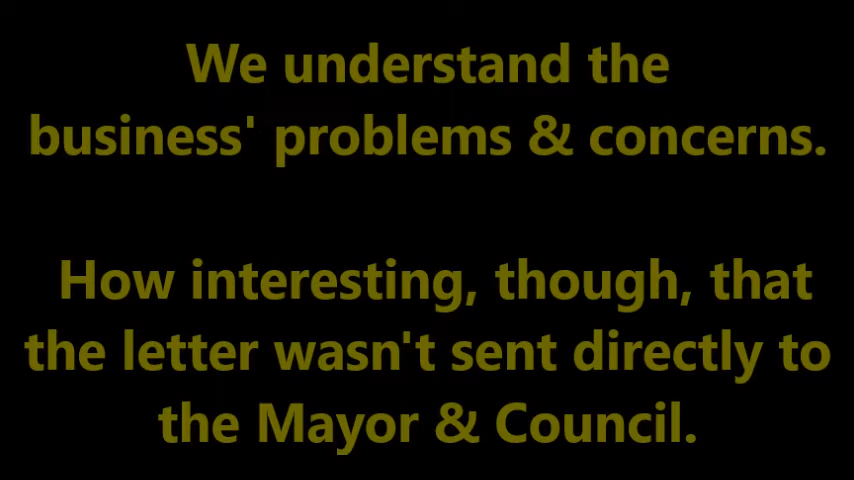 We understand the
business' problems & concerns.
How interesting, though, that
the letter wasn't sent directly to
the Mayor & Council.